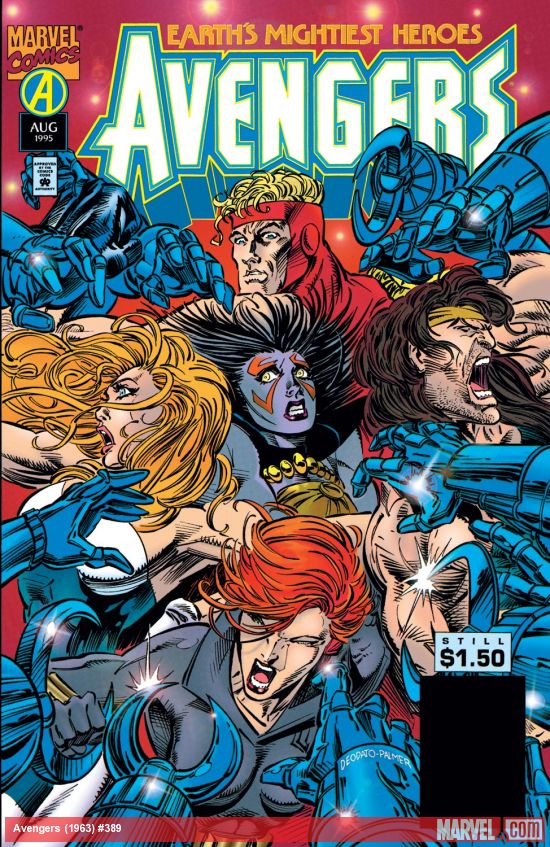 MARVEL
COMICS
EARTH'S MIGHTIEST HEROES
AVENGERS
A
AUG
1995
APPROVED
BY THE
COMICS
CODE
AUTHORITY
STILL
$1.50
DEODATO-PALMER
Avengers (1963) #389
MARVEL.com